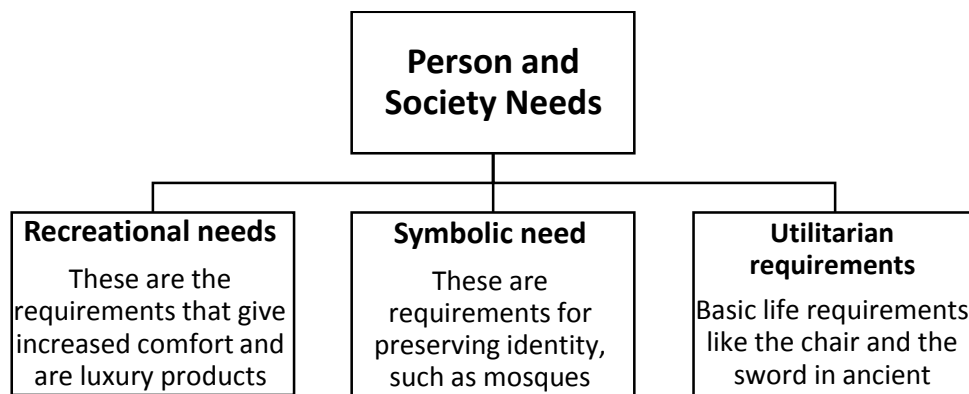 Person and
Society Needs
Recreational needs
These are the
requirements that give
increased comfort and
are luxury products
Symbolic need
These are
requirements for
preserving identity,
such as mosques
Utilitarian
requirements
Basic life requirements
like the chair and the
sword in ancient